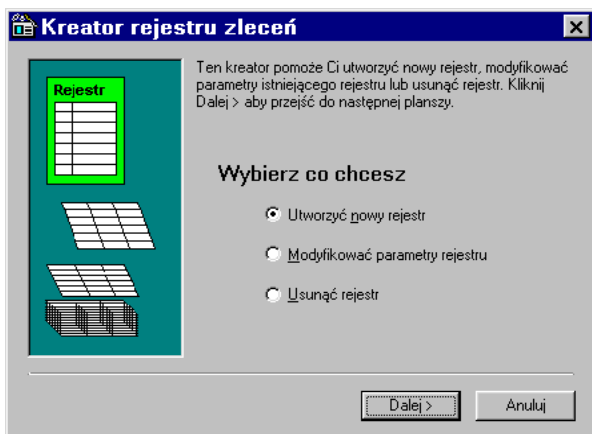 Kreator rejestru zleceń
Ten kreator pomoże Ci utworzyć nowy rejestr, modyfikować
parametry istniejącego rejestru lub usunąć rejestr. Kliknij
Dalej > aby przejść do następnej planszy.
Rejestr
Wybierz co chcesz
Utworzyć nowy rejestr
Modyfikować parametry rejestru
Usunąć rejestr
Dalej >
Anuluj